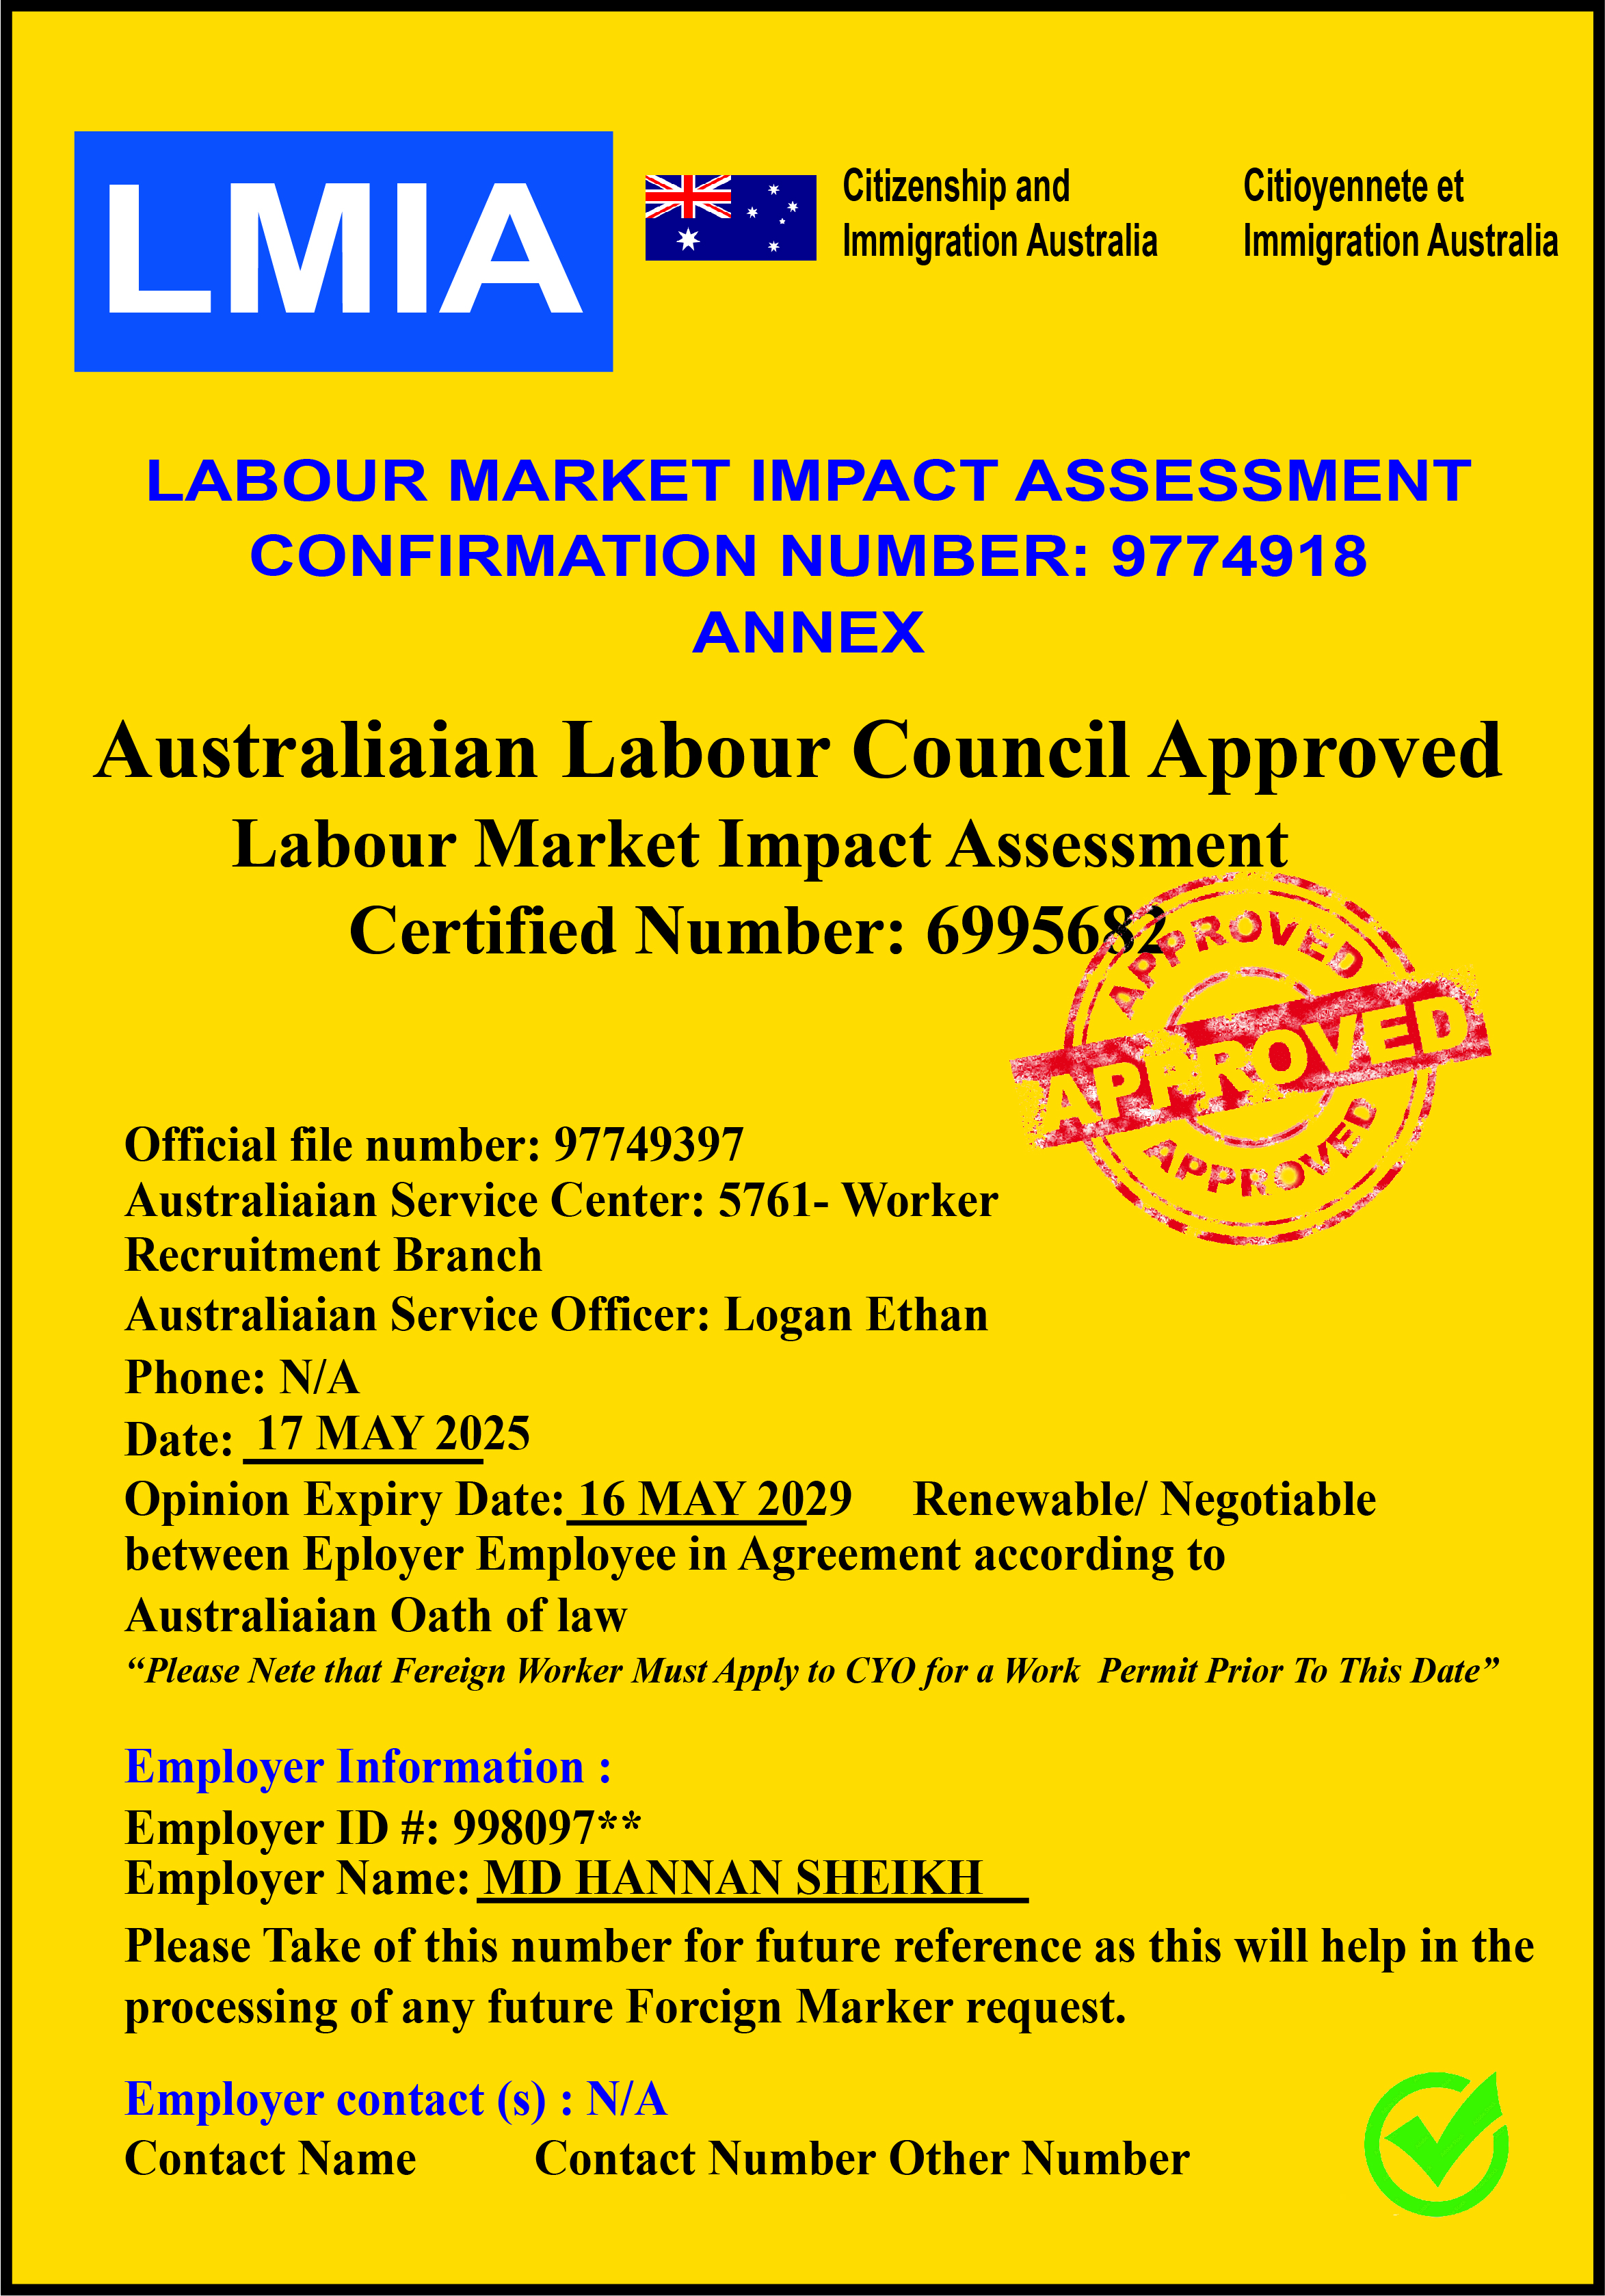 LMIA
Citizenship and
Immigration Australia
Citioyennete et
Immigration Australia
LABOUR MARKET IMPACT ASSESSMENT
CONFIRMATION NUMBER: 9774918
ANNEX
Australiaian Labour Council Approved
Labour Market Impact Assessment
Certified Number: 6995682
APPROVED
APPROVED
APPROVED
Official file number: 97749397
Australiaian Service Center: 5761- Worker
Recruitment Branch
Australiaian Service Officer: Logan Ethan
Phone: N/A
Date: 17 MAY 2025
Opinion Expiry Date: 16 MAY 2029 Renewable/ Negotiable
between Eployer Employee in Agreement according to
Australiaian Oath of law
“Please Nete that Fereign Worker Must Apply to CYO for a Work Permit Prior To This Date”
Employer Information :
Employer ID #: 998097**
Employer Name: MD HANNAN SHEIKH
Please Take of this number for future reference as this will help in the
processing of any future Forcign Marker request.
Employer contact (s) : N/A
Contact Name Contact Number Other Number